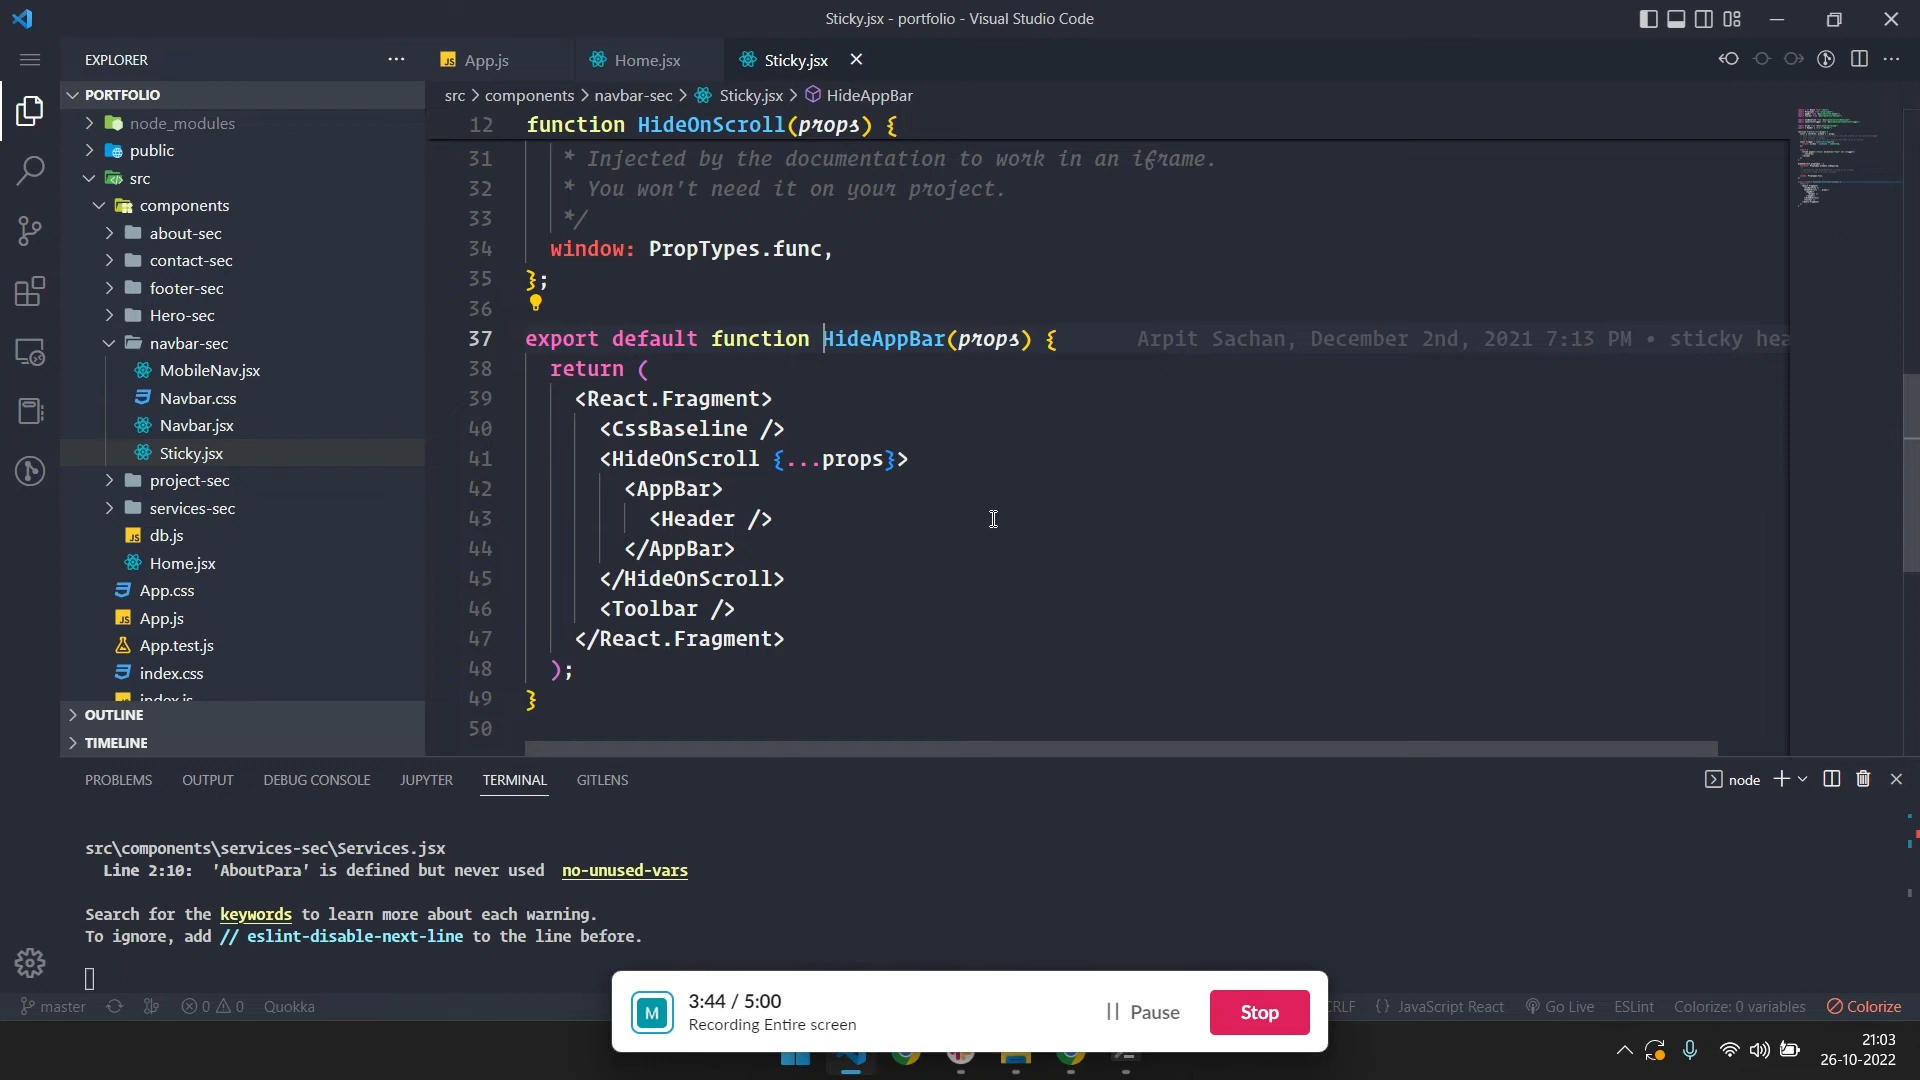 Sticky.jsx - portfolio - Visual Studio Code
EXPLORER
PORTFOLIO
node_modules
public
src
components
about-sec
contact-sec
footer-sec
Hero-sec
navbar-sec
MobileNav.jsx
Navbar.css
Navbar.jsx
Sticky.jsx
project-sec
services-sec
JS db.js
Home.jsx
App.css
JS App.js
App.test.js
index.css
index.js
OUTLINE
TIMELINE
JS App.js
Home.jsx
Sticky.jsx
src > components > navbar-sec > Sticky.jsx > HideAppBar
12 function HideOnScroll(props) {
31 * Injected by the documentation to work in an iframe.
32 * You won't need it on your project.
33 */
34 window: PropTypes.func,
35 };
36
37 export default function HideAppBar(props) { Arpit Sachan, December 2nd, 2021 7:13 PM • sticky hea
38 return (
39 <React.Fragment>
40 <CssBaseline />
41 <HideOnScroll {...props}>
42 <AppBar>
43 <Header />
44 </AppBar>
45 </HideOnScroll>
46 <Toolbar />
47 </React.Fragment>
48 );
49 }
50
PROBLEMS OUTPUT DEBUG CONSOLE JUPYTER TERMINAL GITLENS
node
src\components\services-sec\Services.jsx
Line 2:10: 'AboutPara' is defined but never used no-unused-vars
Search for the keywords to learn more about each warning.
To ignore, add // eslint-disable-next-line to the line before.
master 0 0 Quokka
CRLF {} JavaScript React Go Live ESLint Colorize: 0 variables Colorize
M
3:44 / 5:00
Recording Entire screen
Pause
Stop
21:03
26-10-2022